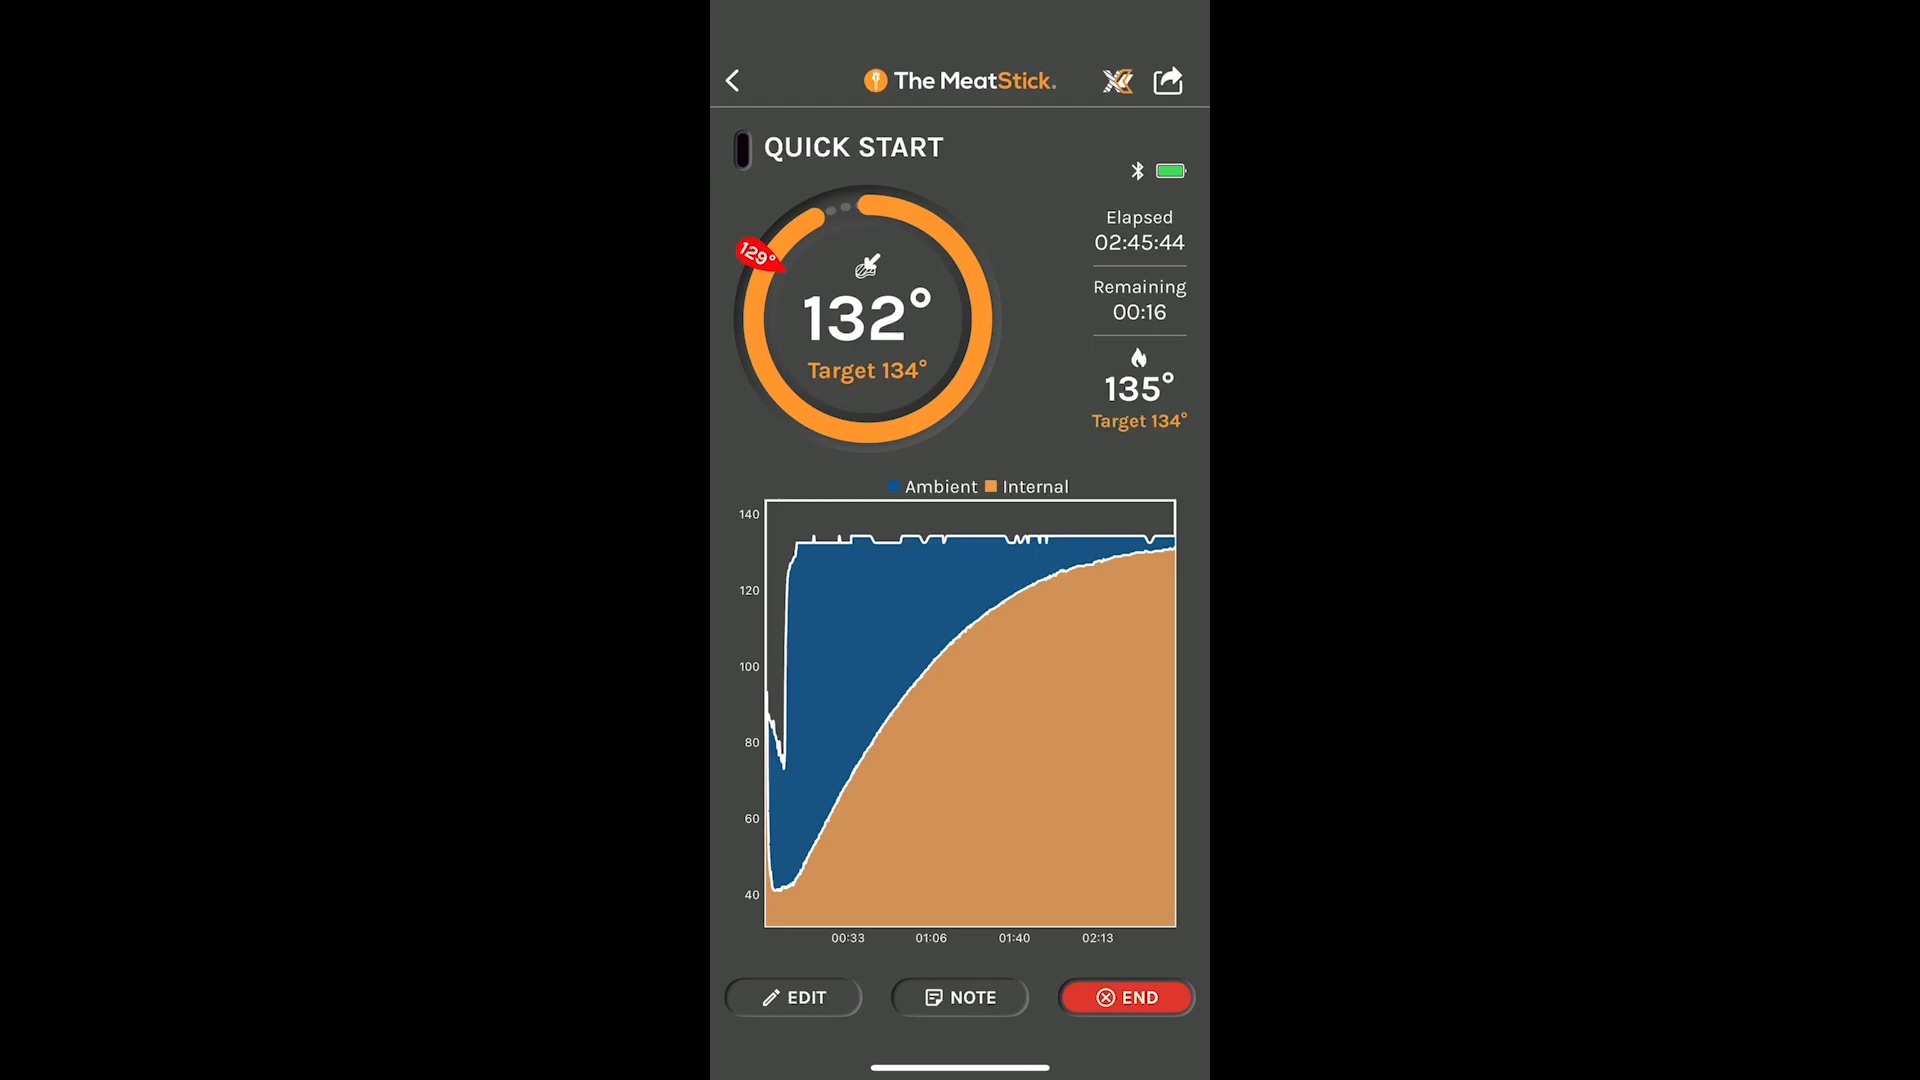 The MeatStick.
QUICK START
129°
132°
Target 134°
Elapsed
02:45:44
Remaining
00:16
135°
Target 134°
Ambient Internal
140
120
100
80
60
40
00:33 01:06 01:40 02:13
EDIT NOTE END